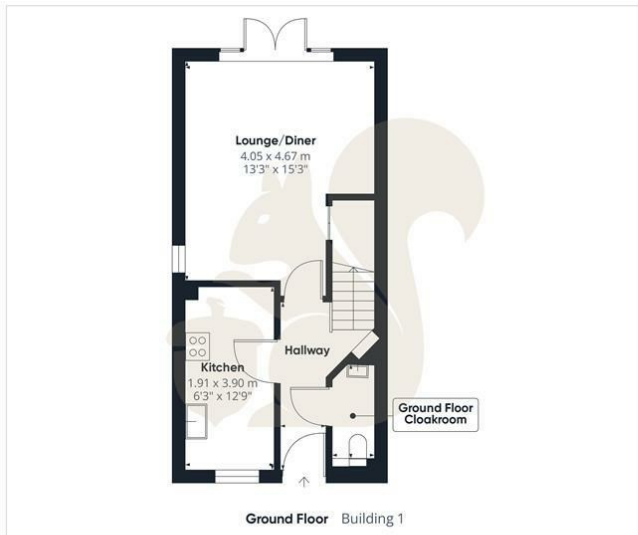 Lounge/Diner
4.05 x 4.67 m
13'3" x 15'3"
Hallway
Kitchen
1.91 x 3.90 m
6'3" x 12'9"
Ground Floor
Cloakroom
Ground Floor Building 1